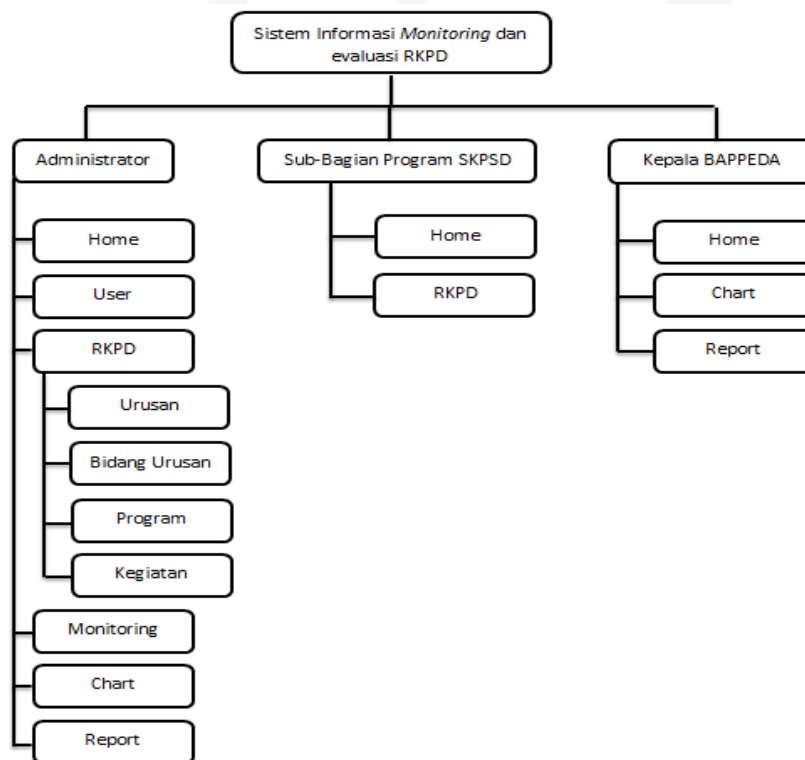 Sistem Informasi Monitoring dan
evaluasi RKPD
Administrator
Home
User
RKPD
Urusan
Bidang Urusan
Program
Kegiatan
Monitoring
Chart
Report
Sub-Bagian Program SKPSD
Home
RKPD
Kepala BAPPEDA
Home
Chart
Report